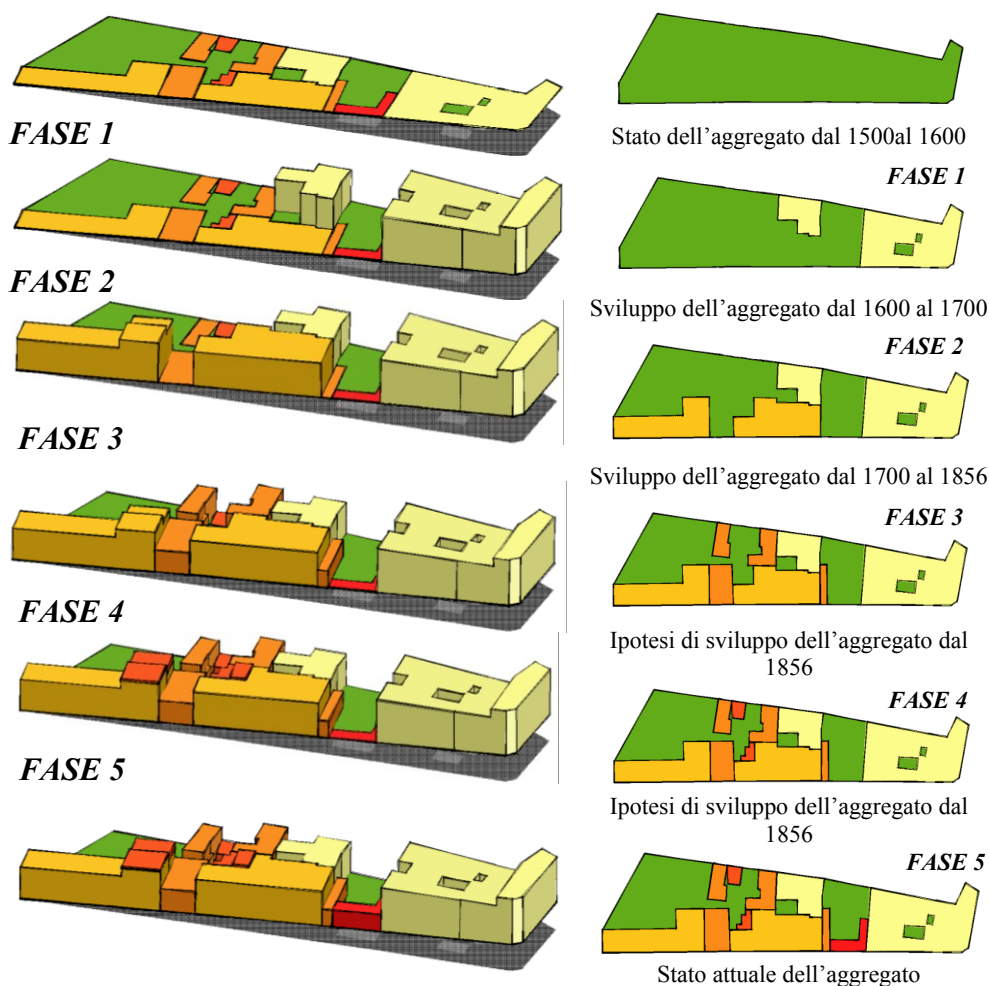 FASE 1
FASE 2
FASE 3
FASE 4
FASE 5
Stato dell'aggregato dal 1500al 1600
FASE 1
Sviluppo dell'aggregato dal 1600 al 1700
FASE 2
Sviluppo dell'aggregato dal 1700 al 1856
FASE 3
Ipotesi di sviluppo dell'aggregato dal
1856
FASE 4
Ipotesi di sviluppo dell'aggregato dal
1856
FASE 5
Stato attuale dell'aggregato